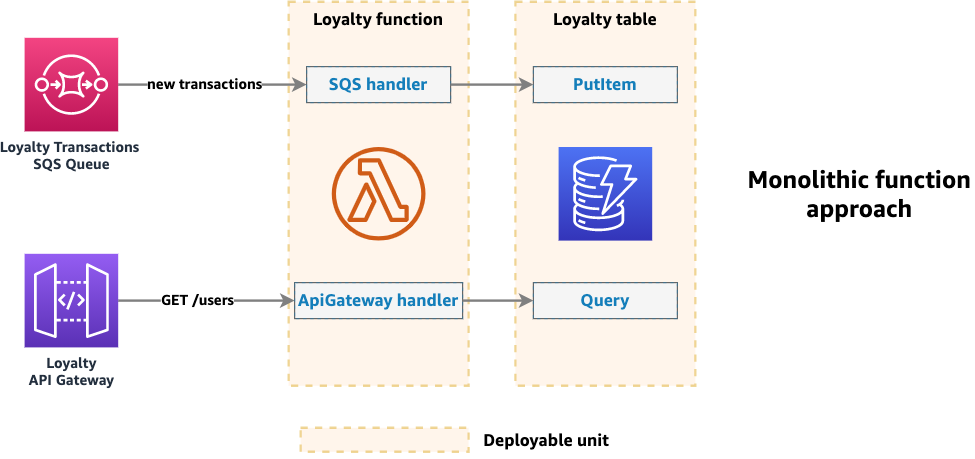 Loyalty function
Loyalty table
new transactions
SQS handler
PutItem
Loyalty Transactions
SQS Queue
Monolithic function
approach
</>
GET /users
ApiGateway handler
Query
Loyalty
API Gateway
Deployable unit